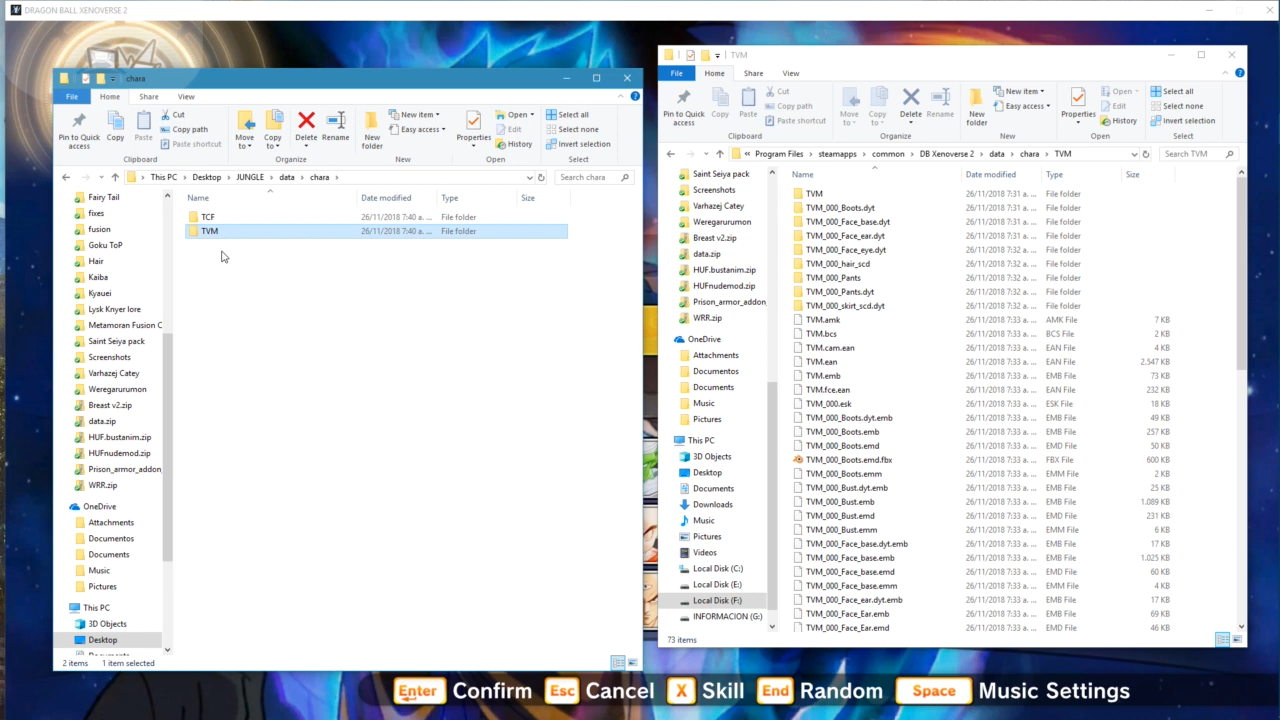 DRAGON BALL XENOVERSE 2
chara
File Home Share View
Pin to Quick access
Copy
Paste
Cut
Copy path
Paste shortcut
Clipboard
Move to
Copy to
Delete
Rename
Organize
New folder
New item
Easy access
New
Properties
Open
Edit
History
Open
Select all
Select none
Invert selection
Select
This PC > Desktop > JUNGLE > data > chara >
Search chara
Name Date modified Type Size
TCF 26/11/2018 7:40 a. ... File folder
TVM 26/11/2018 7:40 a. ... File folder
Fairy Tail
fixes
fusion
Goku ToP
Hair
Kaiba
Kyauei
Lysk Knyer lore
Metamoran Fusion C
Saint Seiya pack
Screenshots
Varhazej Catey
Weregarurumon
Breast v2.zip
data.zip
HUF.bustanim.zip
HUFnudemod.zip
Prison_armor_addon
WRR.zip
OneDrive
Attachments
Documentos
Documents
Music
Pictures
This PC
3D Objects
Desktop
2 items 1 item selected
TVM
File Home Share View
Pin to Quick access
Copy
Paste
Cut
Copy path
Paste shortcut
Clipboard
Move to
Copy to
Delete
Rename
Organize
New folder
New item
Easy access
New
Properties
Open
Edit
History
Open
Select all
Select none
Invert selection
Select
« Program Files > steamapps > common > DB Xenoverse 2 > data > chara > TVM
Search TVM
Name Date modified Type Size
TVM 26/11/2018 7:31 a. ... File folder
TVM_000_Boots.dyt 26/11/2018 7:31 a. ... File folder
TVM_000_Face_base.dyt 26/11/2018 7:31 a. ... File folder
TVM_000_Face_ear.dyt 26/11/2018 7:31 a. ... File folder
TVM_000_Face_eye.dyt 26/11/2018 7:32 a. ... File folder
TVM_000_hair_scd 26/11/2018 7:32 a. ... File folder
TVM_000_Pants 26/11/2018 7:32 a. ... File folder
TVM_000_Pants.dyt 26/11/2018 7:32 a. ... File folder
TVM_000_skirt_scd.dyt 26/11/2018 7:32 a. ... File folder
TVM.amk 26/11/2018 7:33 a. ... AMK File 7 KB
TVM.bcs 26/11/2018 7:33 a. ... BCS File 2 KB
TVM.cam.ean 26/11/2018 7:33 a. ... EAN File 4 KB
TVM.ean 26/11/2018 7:33 a. ... EAN File 2.547 KB
TVM.emb 26/11/2018 7:33 a. ... EMB File 73 KB
TVM.fce.ean 26/11/2018 7:33 a. ... EAN File 232 KB
TVM_000.esk 26/11/2018 7:33 a. ... ESK File 18 KB
TVM_000_Boots.dyt.emb 26/11/2018 7:33 a. ... EMB File 49 KB
TVM_000_Boots.emb 26/11/2018 7:33 a. ... EMB File 257 KB
TVM_000_Boots.emd 26/11/2018 7:33 a. ... EMD File 50 KB
TVM_000_Boots.emd.fbx 26/11/2018 7:33 a. ... FBX File 600 KB
TVM_000_Boots.emm 26/11/2018 7:33 a. ... EMM File 2 KB
TVM_000_Bust.dyt.emb 26/11/2018 7:33 a. ... EMB File 25 KB
TVM_000_Bust.emb 26/11/2018 7:33 a. ... EMB File 1.089 KB
TVM_000_Bust.emd 26/11/2018 7:33 a. ... EMD File 231 KB
TVM_000_Bust.emm 26/11/2018 7:33 a. ... EMM File 6 KB
TVM_000_Face_base.dyt.emb 26/11/2018 7:33 a. ... EMB File 17 KB
TVM_000_Face_base.emb 26/11/2018 7:33 a. ... EMB File 1.025 KB
TVM_000_Face_base.emd 26/11/2018 7:33 a. ... EMD File 60 KB
TVM_000_Face_base.emm 26/11/2018 7:33 a. ... EMM File 4 KB
TVM_000_Face_ear.dyt.emb 26/11/2018 7:33 a. ... EMB File 17 KB
TVM_000_Face_Ear.emb 26/11/2018 7:33 a. ... EMB File 69 KB
TVM_000_Face_Ear.emd 26/11/2018 7:33 a. ... EMD File 46 KB
Saint Seiya pack
Screenshots
Varhazej Catey
Weregarurumon
Breast v2.zip
data.zip
HUF.bustanim.zip
HUFnudemod.zip
Prison_armor_addon
WRR.zip
OneDrive
Attachments
Documentos
Documents
Music
Pictures
This PC
3D Objects
Desktop
Documents
Downloads
Music
Pictures
Videos
Local Disk (C:)
Local Disk (E:)
Local Disk (F:)
INFORMACION (G:)
73 items
Enter Confirm Esc Cancel X Skill End Random Space Music Settings